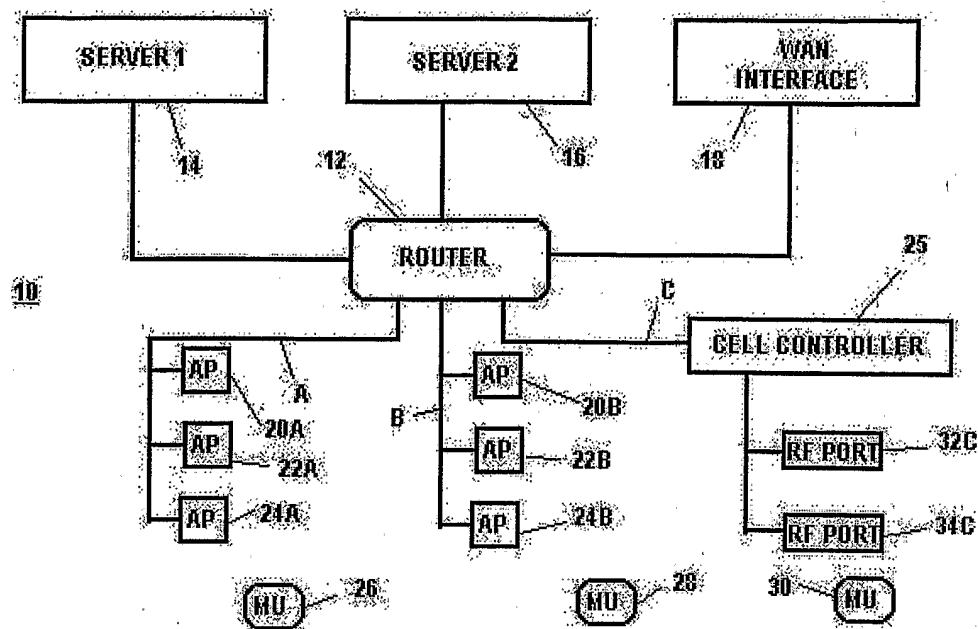 SERVER 1
SERVER 2
WAN
INTERFACE
14
12
16
18
ROUTER
25
10
C
CELL CONTROLLER
AP
A
20A
AP
20B
B
AP
22A
AP
22B
RF PORT
32C
AP
24A
AP
24B
RF PORT
34C
MU
26
MU
28
30
MU